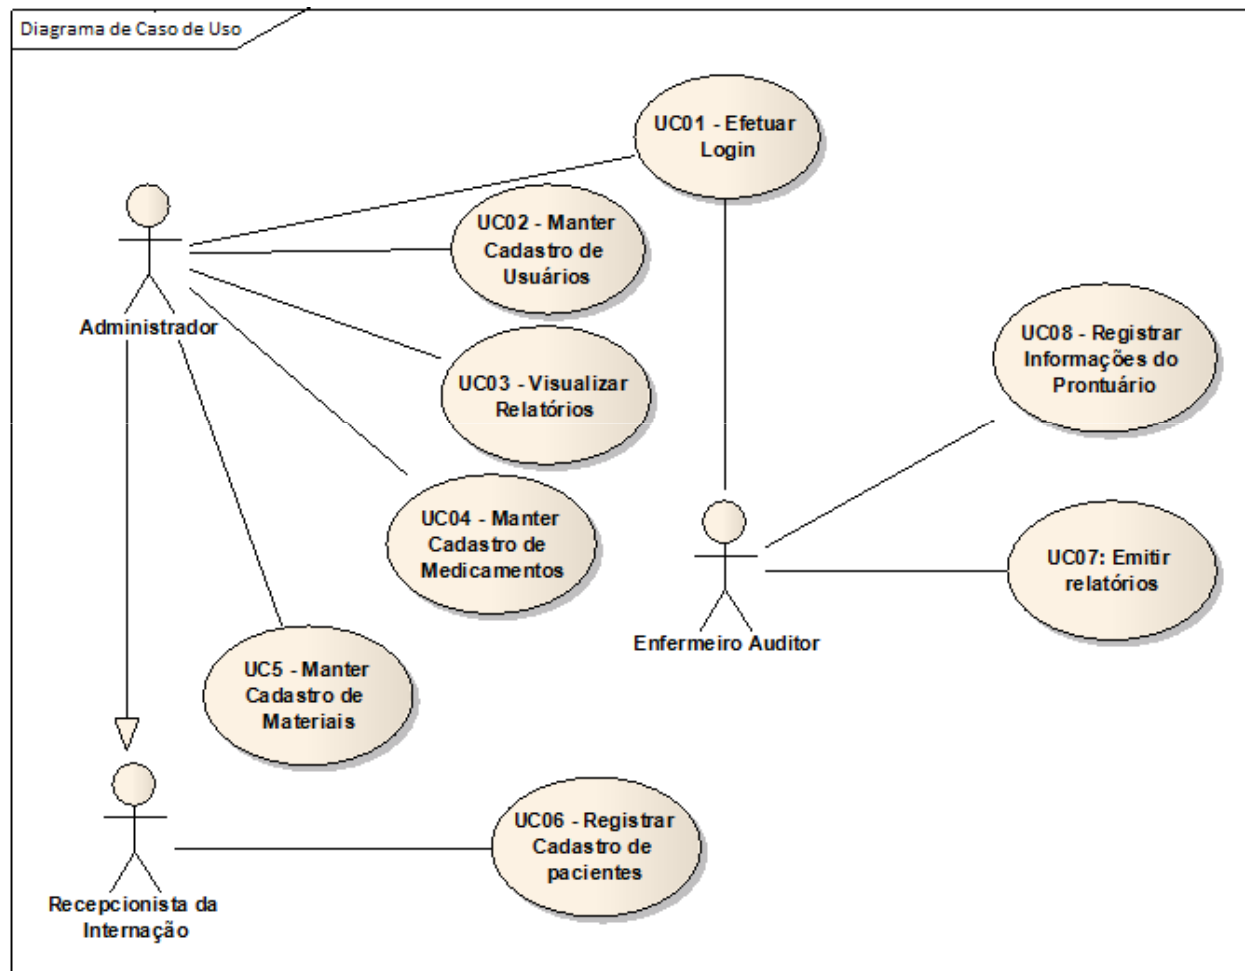 Diagrama de Caso de Uso
UC01 - Efetuar
Login
UC02 - Manter
Cadastro de
Usuários
Administrador
UC03 - Visualizar
Relatórios
UC08 - Registrar
Informações do
Prontuário
UC04 - Manter
Cadastro de
Medicamentos
UC07: Emitir
relatórios
Enfermeiro Auditor
UC5 - Manter
Cadastro de
Materiais
UC06 - Registrar
Cadastro de
pacientes
Recepcionista da
Internação